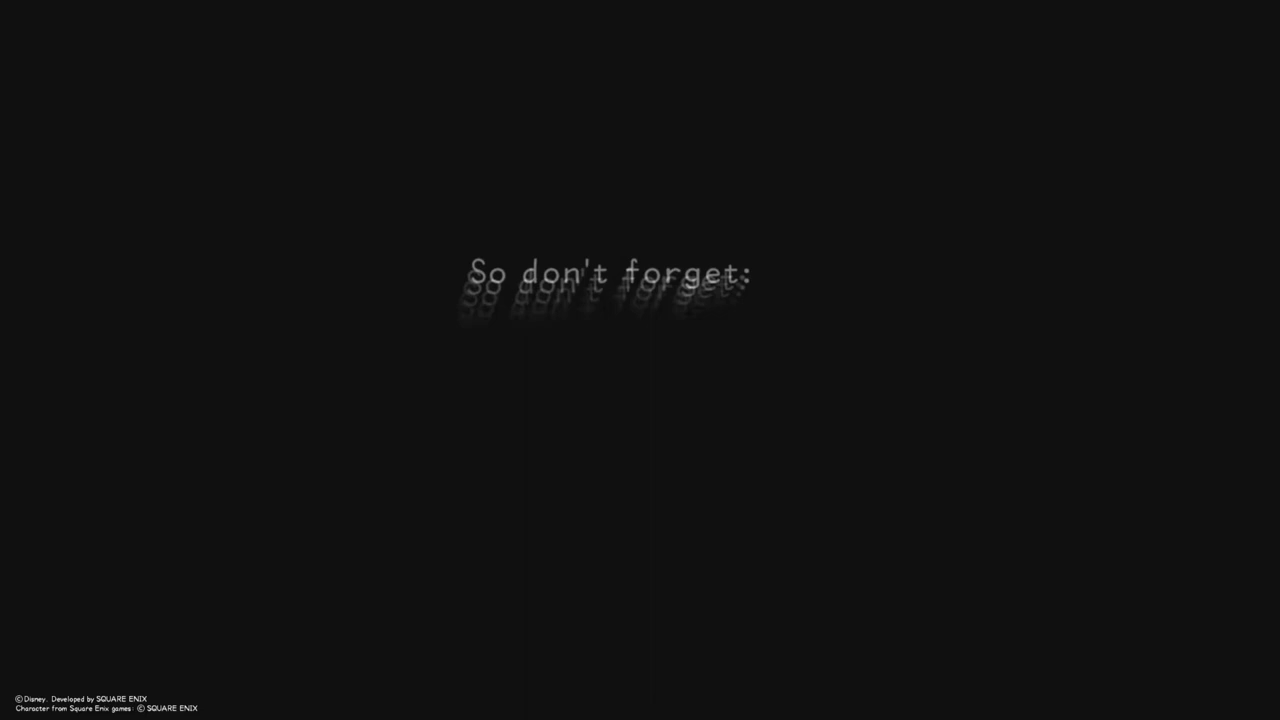 So don't forget:
©Disney. Developed by SQUARE ENIX
Character from Square Enix games: © SQUARE ENIX